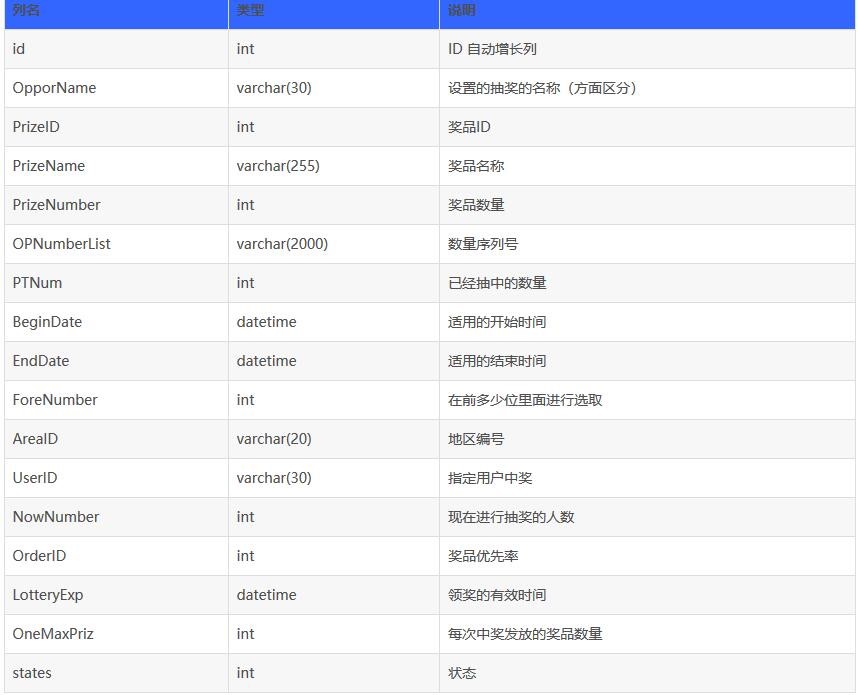 列名 类型 说明
id int ID 自动增长列
OpporName varchar(30) 设置的抽奖的名称（方面区分）
PrizeID int 奖品ID
PrizeName varchar(255) 奖品名称
PrizeNumber int 奖品数量
OPNumberList varchar(2000) 数量序列号
PTNum int 已经抽中的数量
BeginDate datetime 适用的开始时间
EndDate datetime 适用的结束时间
ForeNumber int 在前多少位里面进行选取
AreaID varchar(20) 地区编号
UserID varchar(30) 指定用户中奖
NowNumber int 现在进行抽奖的人数
OrderID int 奖品优先率
LotteryExp datetime 领奖的有效时间
OneMaxPriz int 每次中奖发放的奖品数量
states int 状态